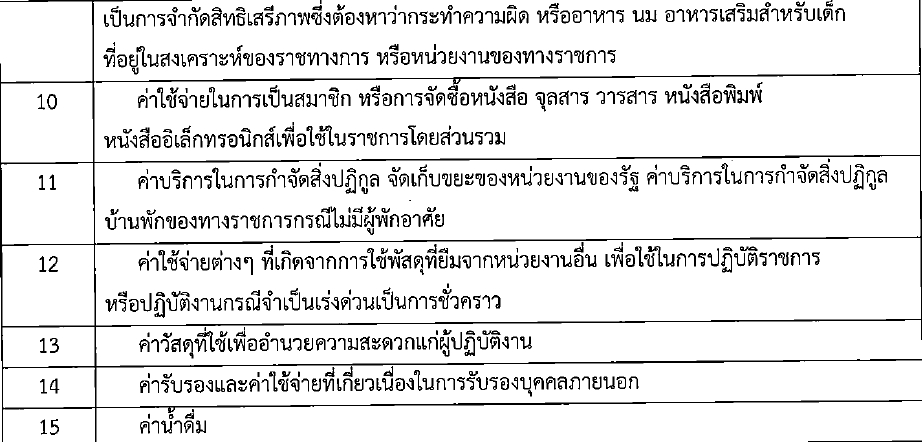 เป็นการจำกัดสิทธิเสรีภาพซึ่งต้องหาว่ากระทำความผิด หรืออาหาร นม อาหารเสริมสำหรับเด็ก
ที่อยู่ในสงเคราะห์ของราชทางการ หรือหน่วยงานของทางราชการ
10 ค่าใช้จ่ายในการเป็นสมาชิก หรือการจัดซื้อหนังสือ จุลสาร วารสาร หนังสือพิมพ์
หนังสืออิเล็กทรอนิกส์เพื่อใช้ในราชการโดยส่วนรวม
11 ค่าบริการในการกำจัดสิ่งปฏิกูล จัดเก็บขยะของหน่วยงานของรัฐ ค่าบริการในการกำจัดสิ่งปฏิกูล
บ้านพักของทางราชการกรณีไม่มีผู้พักอาศัย
12 ค่าใช้จ่ายต่างๆ ที่เกิดจากการใช้พัสดุที่ยืมจากหน่วยงานอื่น เพื่อใช้ในการปฏิบัติราชการ
หรือปฏิบัติงานกรณีจำเป็นเร่งด่วนเป็นการชั่วคราว
13 ค่าวัสดุที่ใช้เพื่ออำนวยความสะดวกแก่ผู้ปฏิบัติงาน
14 ค่ารับรองและค่าใช้จ่ายที่เกี่ยวเนื่องในการรับรองบุคคลภายนอก
15 ค่าน้ำดื่ม